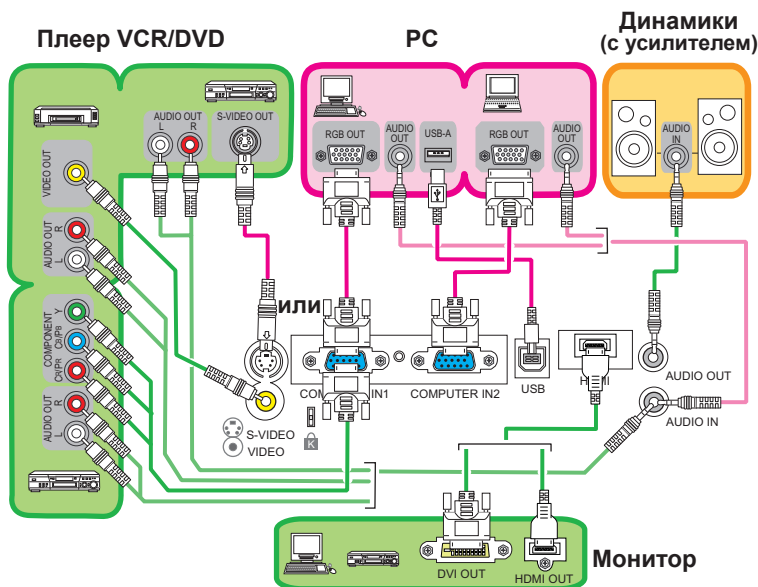 Плеер VCR/DVD
PC
Динамики
(с усилителем)
AUDIO OUT
L R
S-VIDEO OUT
RGB OUT
AUDIO
OUT
USB-A
RGB OUT
AUDIO
OUT
AUDIO
IN
VIDEO OUT
AUDIO OUT
R
L
COMPONENT
Y
CB/PB
CR/PR
AUDIO OUT
R
L
или
IN1
COMPUTER IN2
USB
AUDIO OUT
AUDIO IN
S-VIDEO
VIDEO
K
DVI OUT
HDMI OUT
Монитор